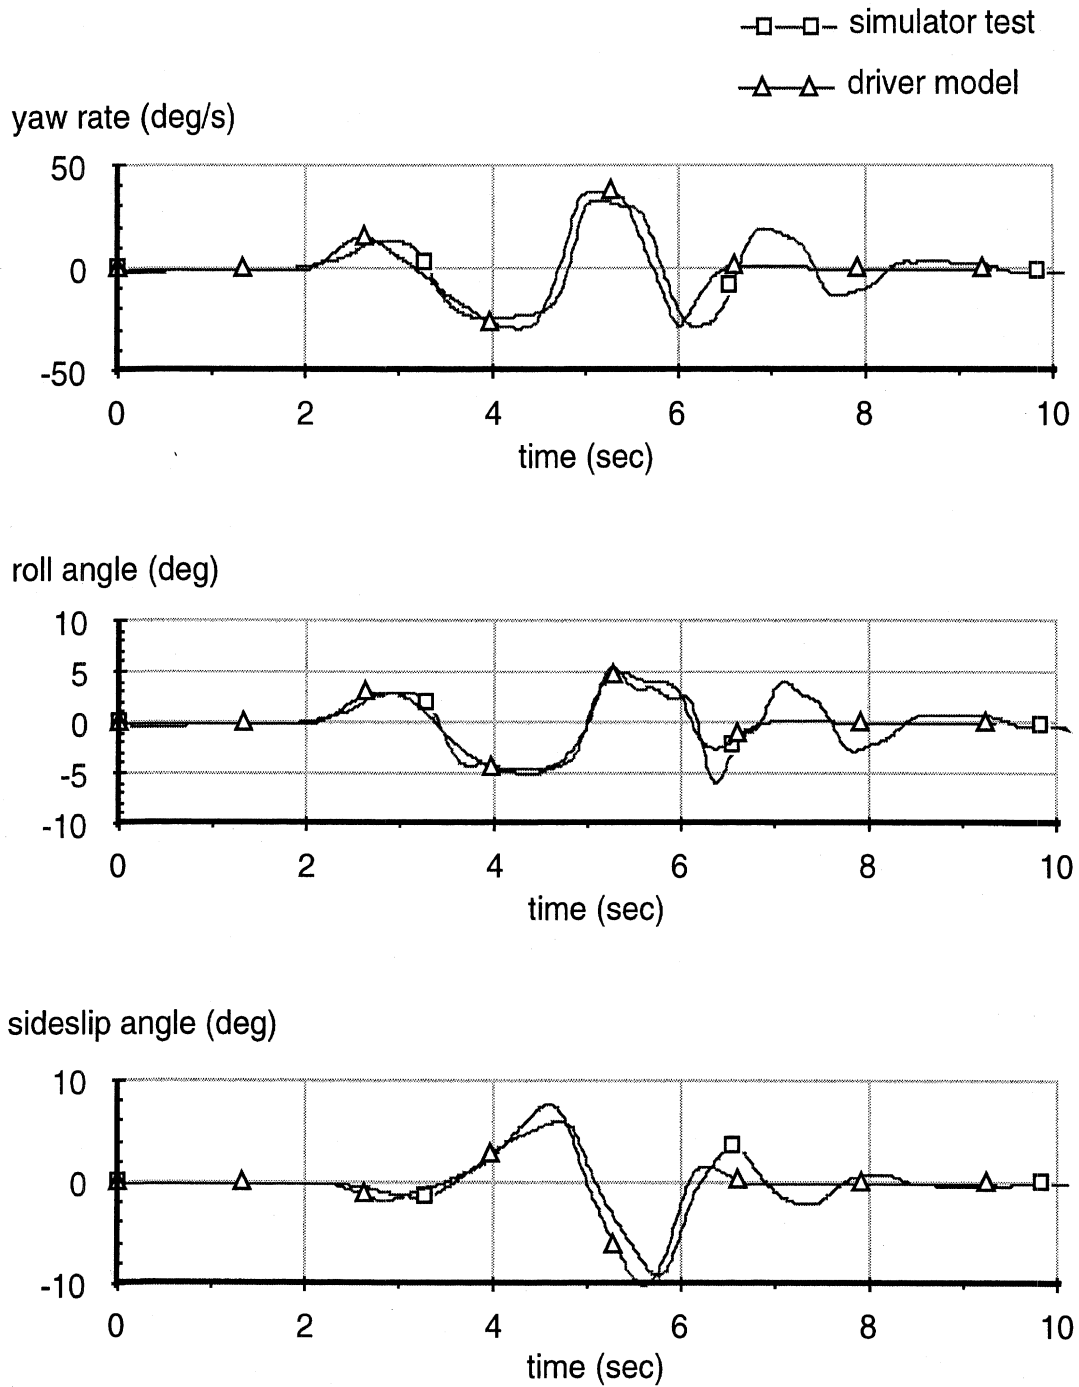 simulator test
driver model
yaw rate (deg/s)
50
0
-50
0 2 4 6 8 10
time (sec)
roll angle (deg)
10
5
0
-5
-10
0 2 4 6 8 10
time (sec)
sideslip angle (deg)
10
0
-10
0 2 4 6 8 10
time (sec)